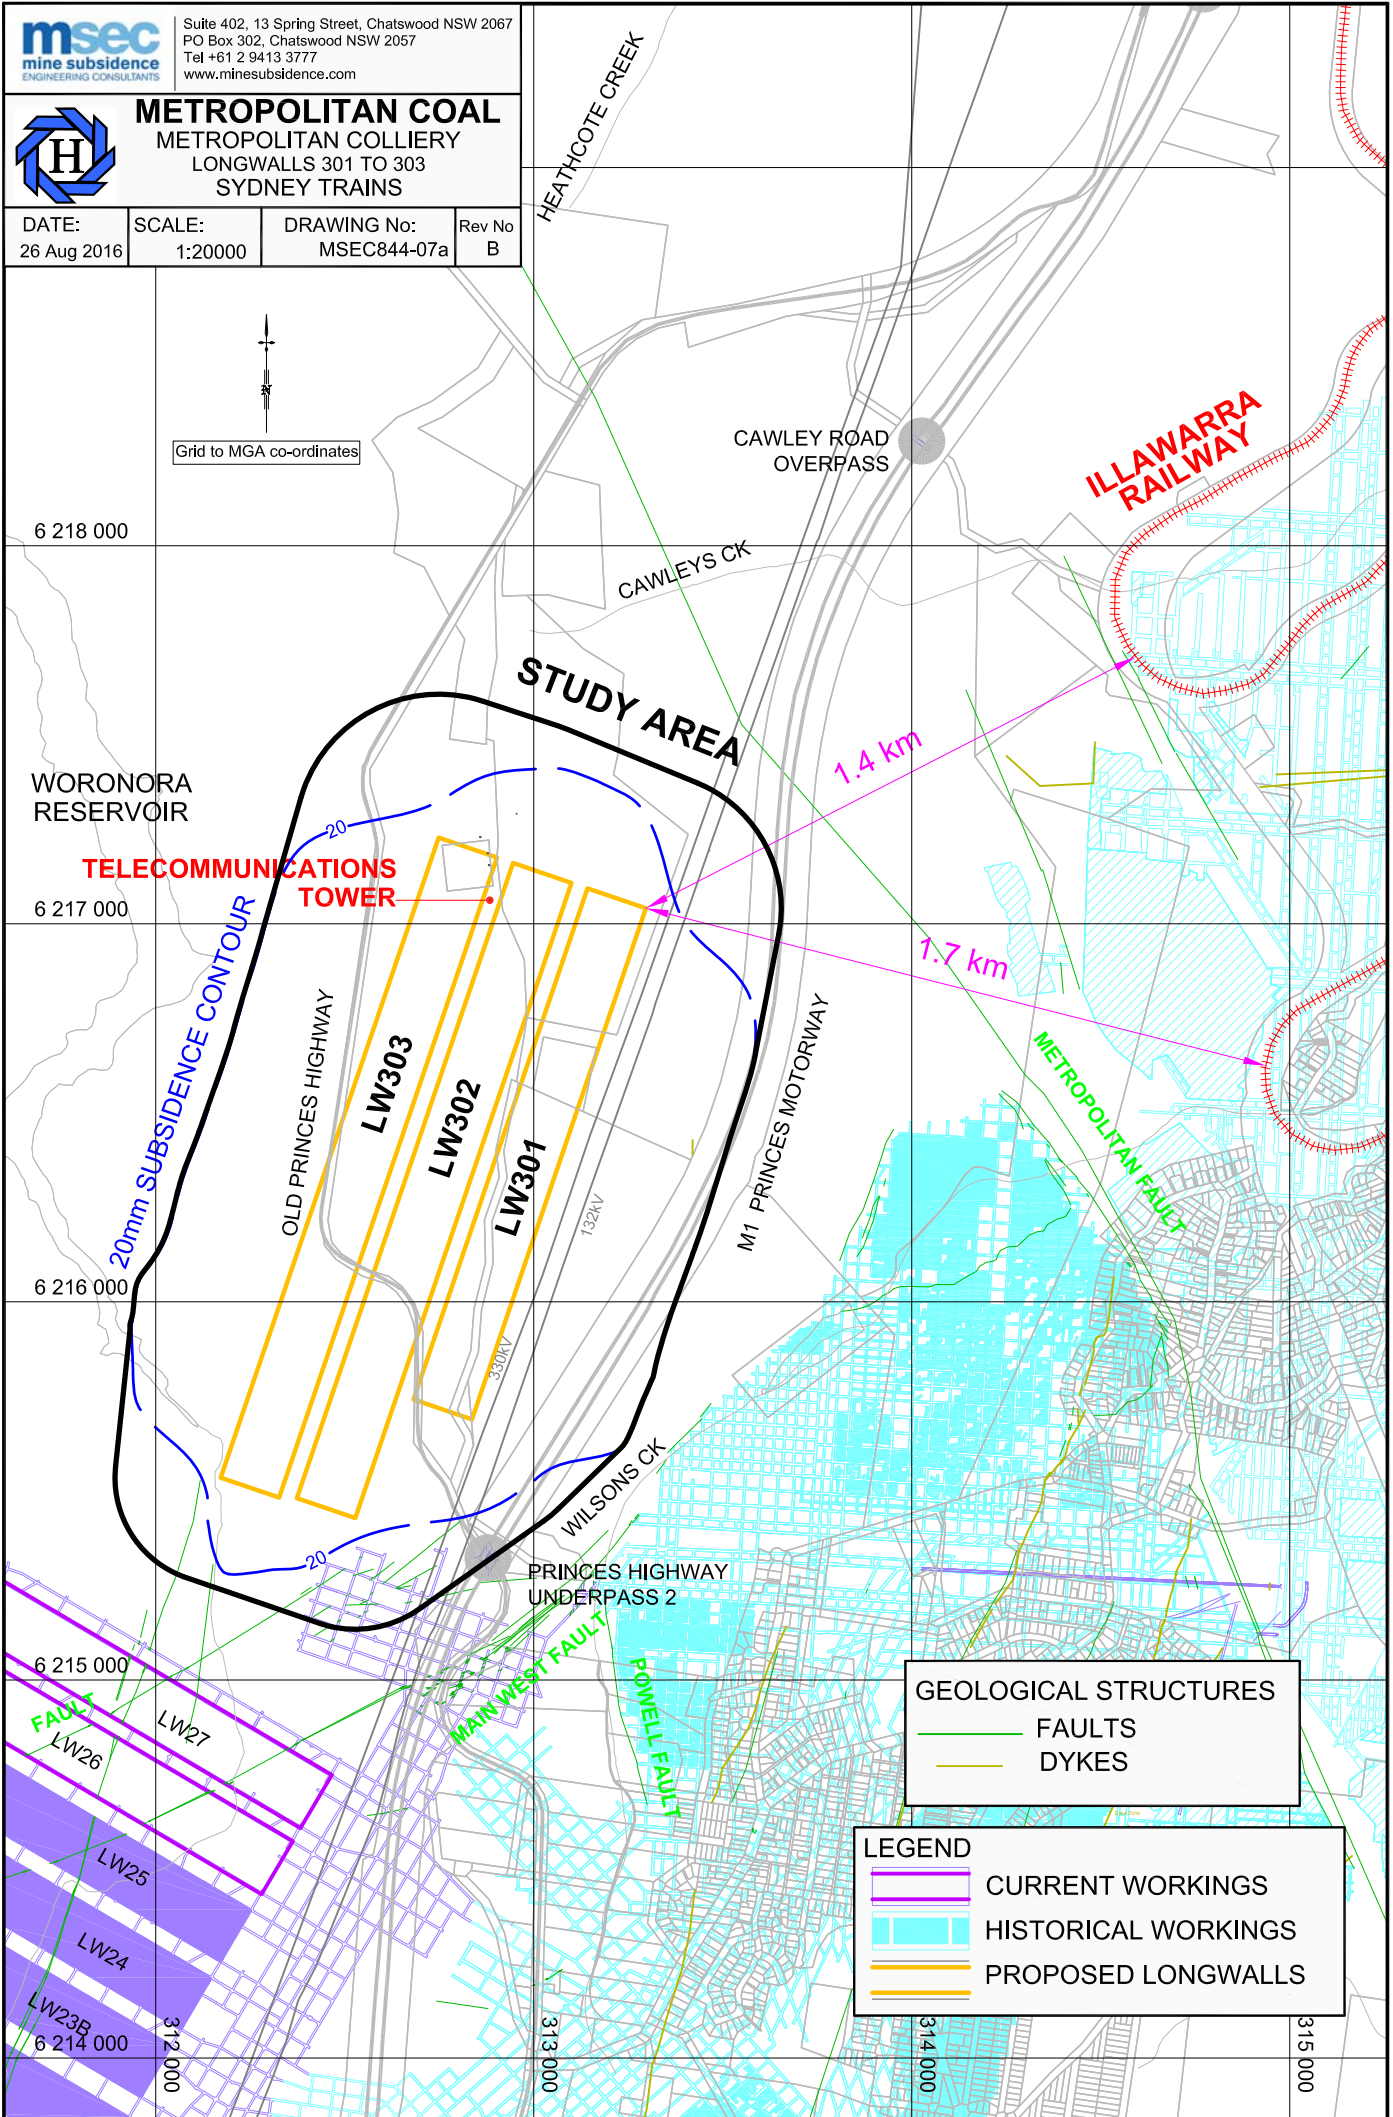 msec
mine subsidence
ENGINEERING CONSULTANTS
Suite 402, 13 Spring Street, Chatswood NSW 2067
PO Box 302, Chatswood NSW 2057
Tel +61 2 9413 3777
www.minesubsidence.com
H
METROPOLITAN COAL
METROPOLITAN COLLIERY
LONGWALLS 301 TO 303
SYDNEY TRAINS
DATE:
26 Aug 2016
SCALE:
1:20000
DRAWING No:
MSEC844-07a
Rev No
B
HEATHCOTE CREEK
N
Grid to MGA co-ordinates
CAWLEY ROAD
OVERPASS
ILLAWARRA
RAILWAY
6 218 000
CAWLEYS CK
STUDY AREA
1.4 km
WORONORA
RESERVOIR
20
TELECOMMUNICATIONS
TOWER
6 217 000
20mm SUBSIDENCE CONTOUR
1.7 km
OLD PRINCES HIGHWAY
LW303
LW302
LW301
132kV
330kV
M1 PRINCES MOTORWAY
METROPOLITAN FAULT
6 216 000
WILSONS CK
20
PRINCES HIGHWAY
UNDERPASS 2
MAIN WEST FAULT
POWELL FAULT
6 215 000
FAULT
LW27
LW26
LW25
LW24
LW23B
6 214 000
312 000
313 000
314 000
315 000
GEOLOGICAL STRUCTURES
FAULTS
DYKES
LEGEND
CURRENT WORKINGS
HISTORICAL WORKINGS
PROPOSED LONGWALLS